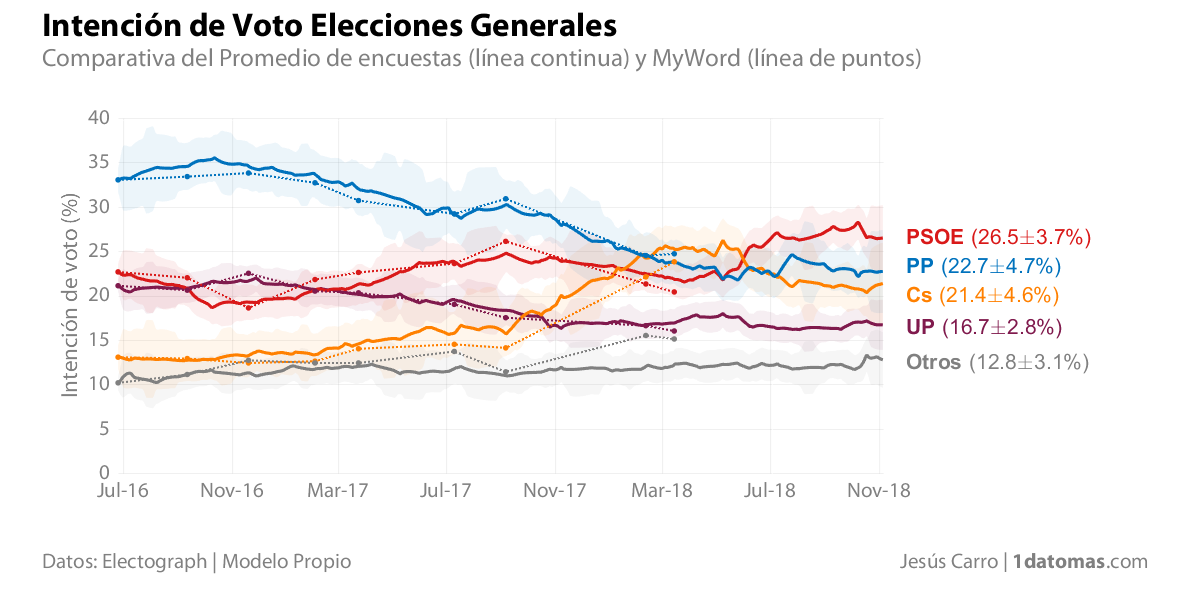 Intención de Voto Elecciones Generales
Comparativa del Promedio de encuestas (línea continua) y MyWord (línea de puntos)
Intención de voto (%)
40
35
30
25
20
15
10
5
0
Jul-16 Nov-16 Mar-17 Jul-17 Nov-17 Mar-18 Jul-18 Nov-18
PSOE (26.5±3.7%)
PP (22.7±4.7%)
Cs (21.4±4.6%)
UP (16.7±2.8%)
Otros (12.8±3.1%)
Datos: Electograph | Modelo Propio
Jesús Carro | 1datomas.com